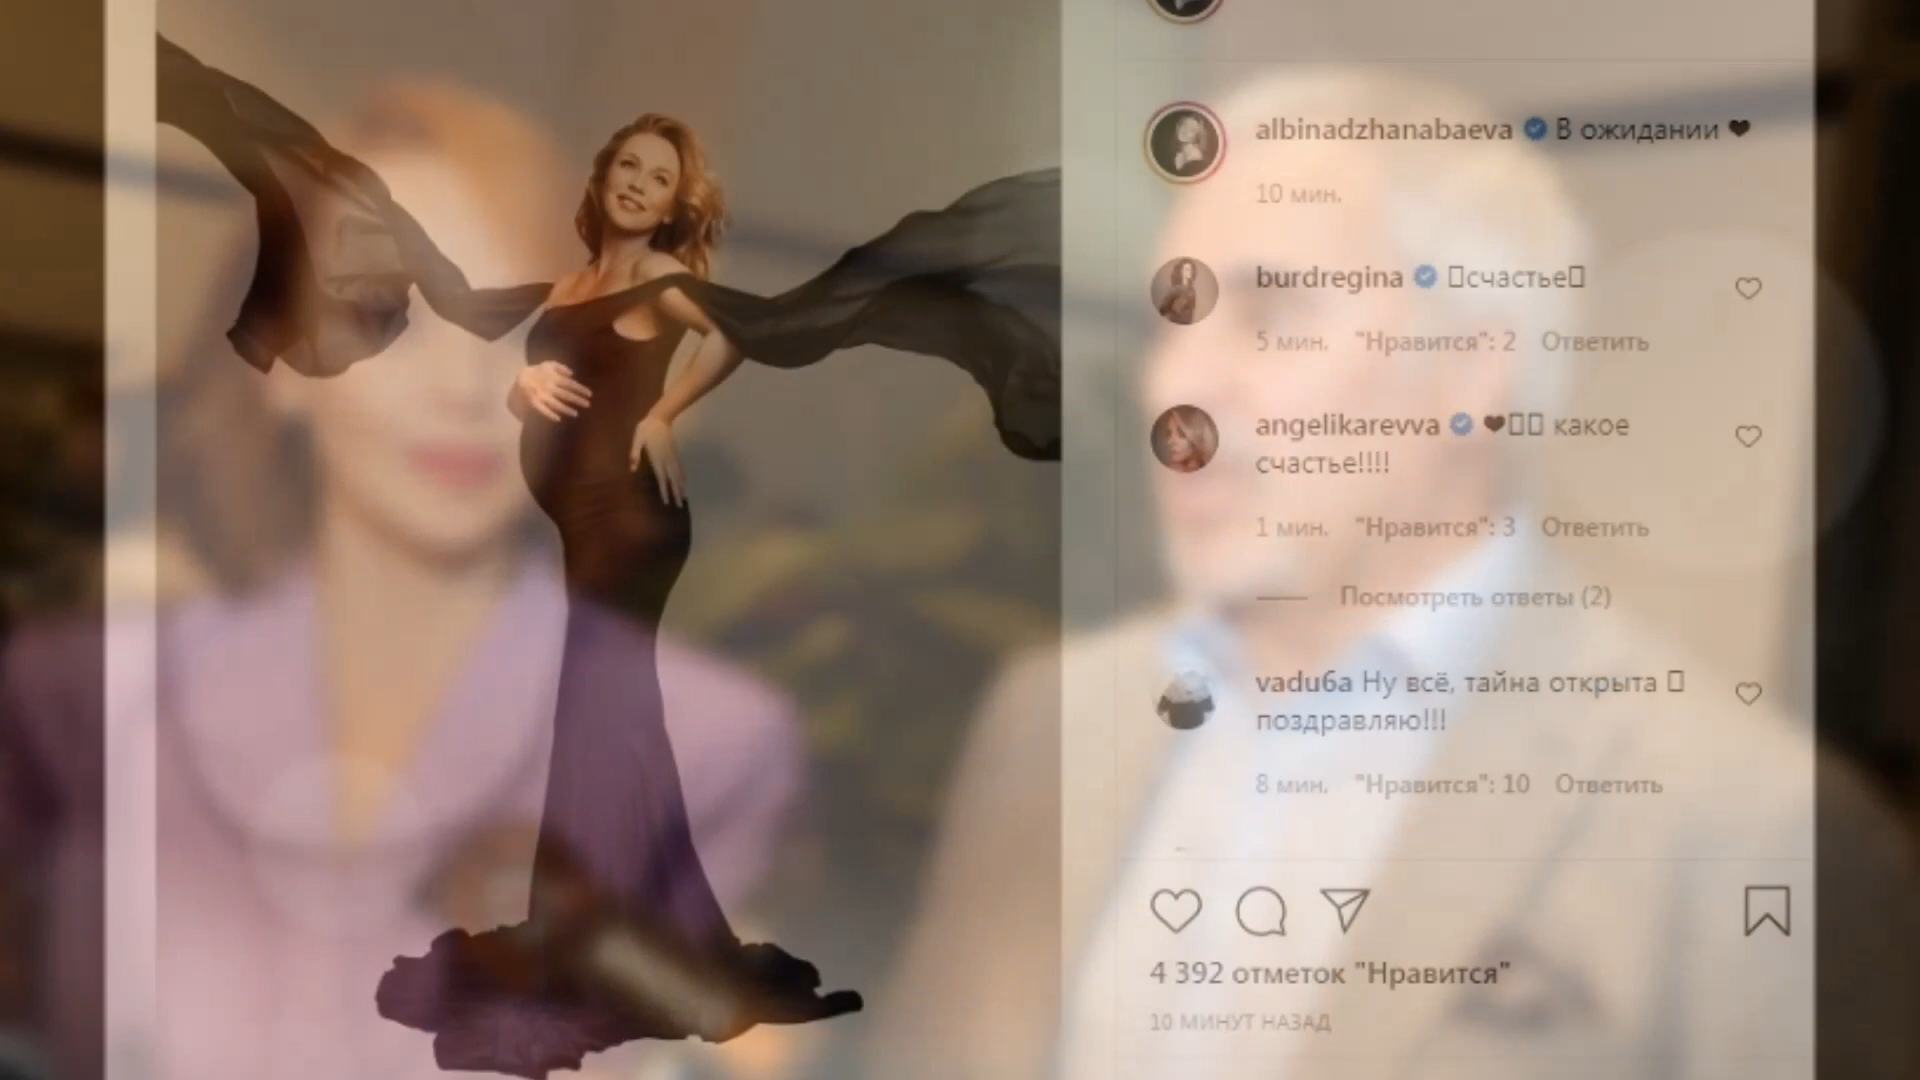 albinadzhanabaeva В ожидании ❤
10 мин.
burdregina ▯счастье▯
5 мин. "Нравится": 2 Ответить
angelikarevva ❤▯▯ какое
счастье!!!!
1 мин. "Нравится": 3 Ответить
Посмотреть ответы (2)
vadu6a Ну всё, тайна открыта ▯
поздравляю!!!
8 мин. "Нравится": 10 Ответить
4 392 отметок "Нравится"
10 МИНУТ НАЗАД